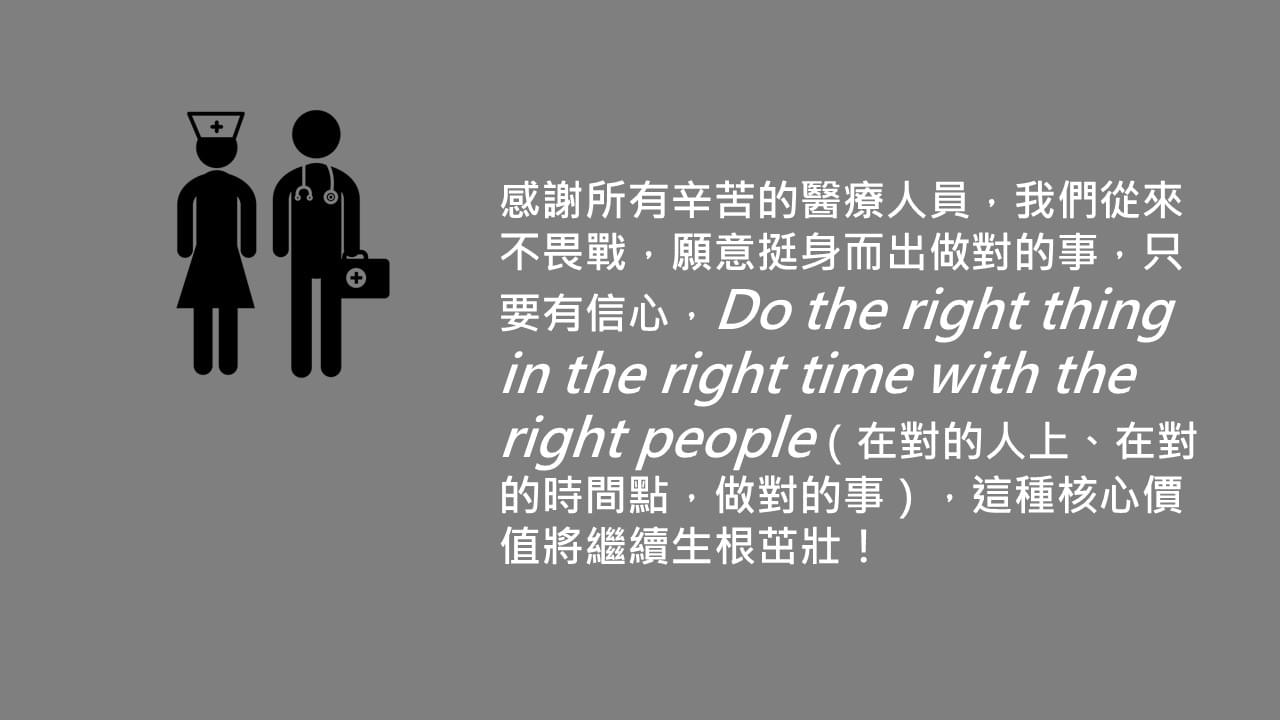 感謝所有辛苦的醫療人員，我們從來
不畏戰，願意挺身而出做對的事，只
要有信心，Do the right thing
in the right time with the
right people（在對的人上、在對
的時間點，做對的事），這種核心價
值將繼續生根茁壯！